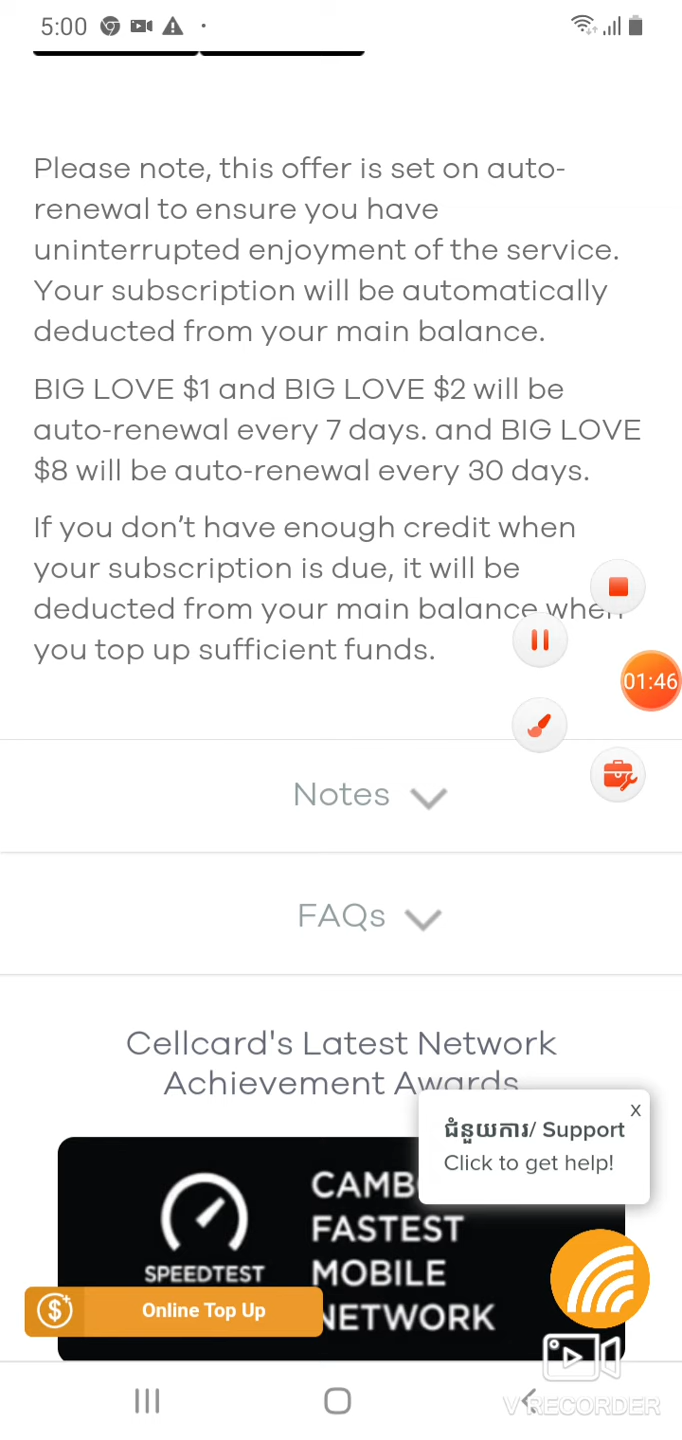 5:00
Please note, this offer is set on auto-
renewal to ensure you have
uninterrupted enjoyment of the service.
Your subscription will be automatically
deducted from your main balance.
BIG LOVE $1 and BIG LOVE $2 will be
auto-renewal every 7 days. and BIG LOVE
$8 will be auto-renewal every 30 days.
If you don't have enough credit when
your subscription is due, it will be
deducted from your main balance when
you top up sufficient funds.
01:46
Notes
FAQs
Cellcard's Latest Network
Achievement Awards
x
ជំនួយការ/ Support
Click to get help!
CAMB
FASTEST
SPEEDTEST
MOBILE
Online Top Up
NETWORK
V RECORDER